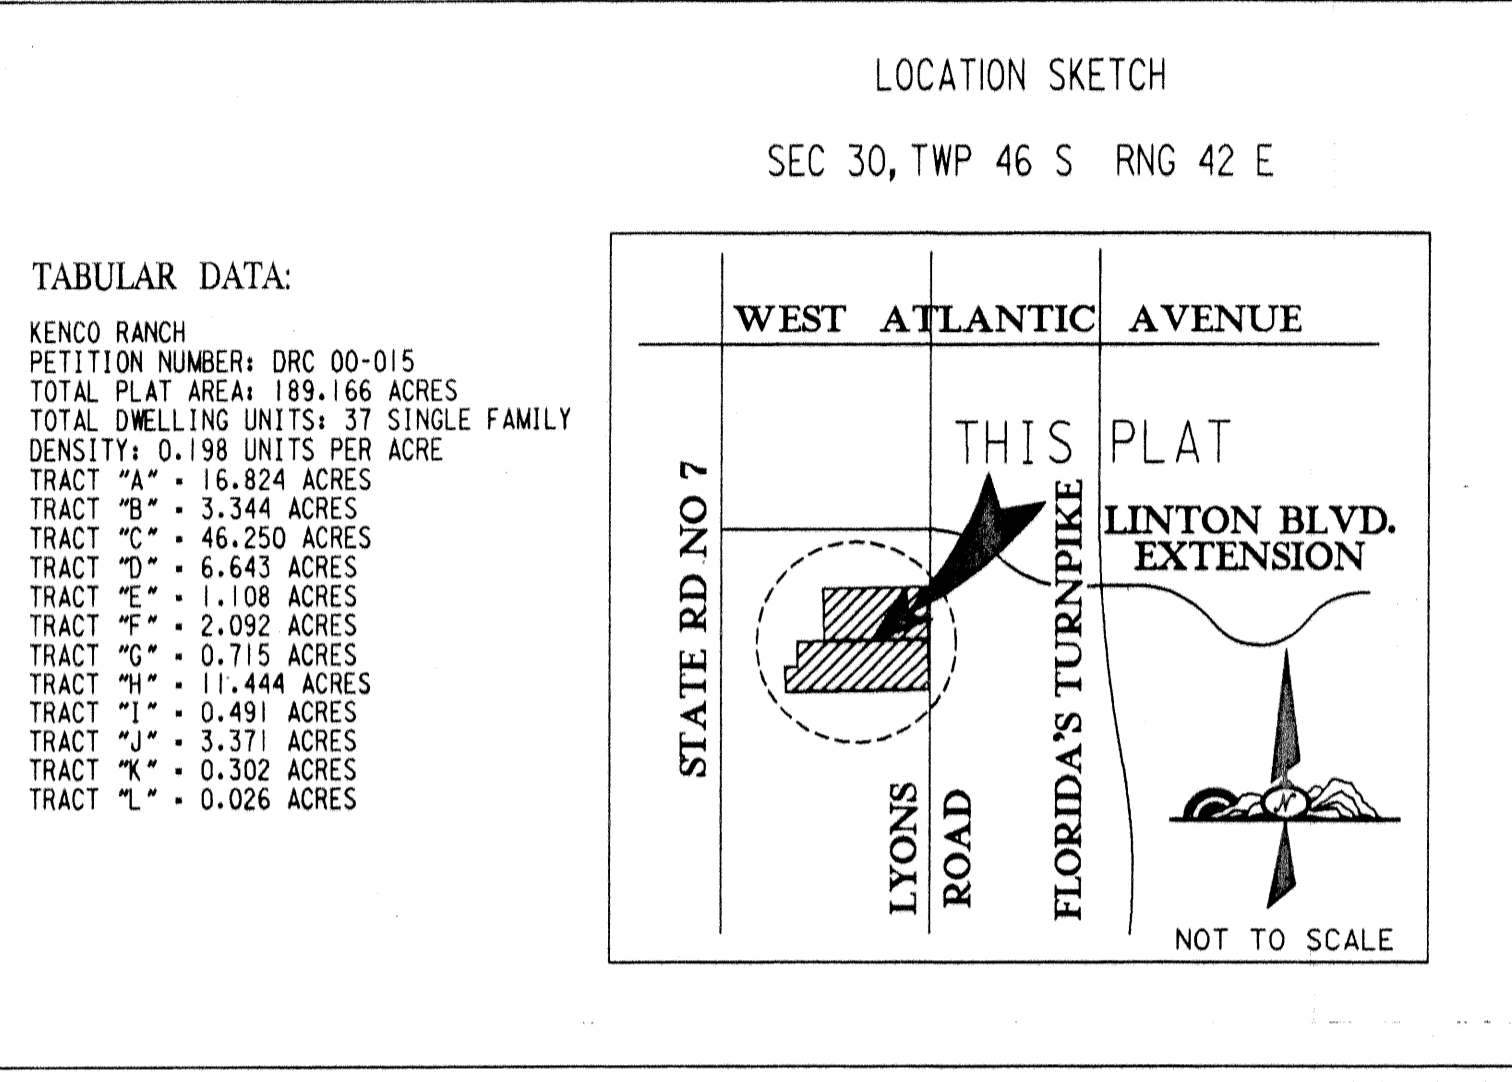 LOCATION SKETCH
SEC 30, TWP 46 S RNG 42 E
TABULAR DATA:
KENCO RANCH
PETITION NUMBER: DRC 00-015
TOTAL PLAT AREA: 189.166 ACRES
TOTAL DWELLING UNITS: 37 SINGLE FAMILY
DENSITY: 0.198 UNITS PER ACRE
TRACT "A" - 16.824 ACRES
TRACT "B" - 3.344 ACRES
TRACT "C" - 46.250 ACRES
TRACT "D" - 6.643 ACRES
TRACT "E" - 1.108 ACRES
TRACT "F" - 2.092 ACRES
TRACT "G" - 0.715 ACRES
TRACT "H" - 11.444 ACRES
TRACT "I" - 0.491 ACRES
TRACT "J" - 3.371 ACRES
TRACT "K" - 0.302 ACRES
TRACT "L" - 0.026 ACRES
WEST ATLANTIC AVENUE
THIS PLAT
STATE RD NO 7
LINTON BLVD.
EXTENSION
LYONS
ROAD
FLORIDA'S TURNPIKE
N
NOT TO SCALE